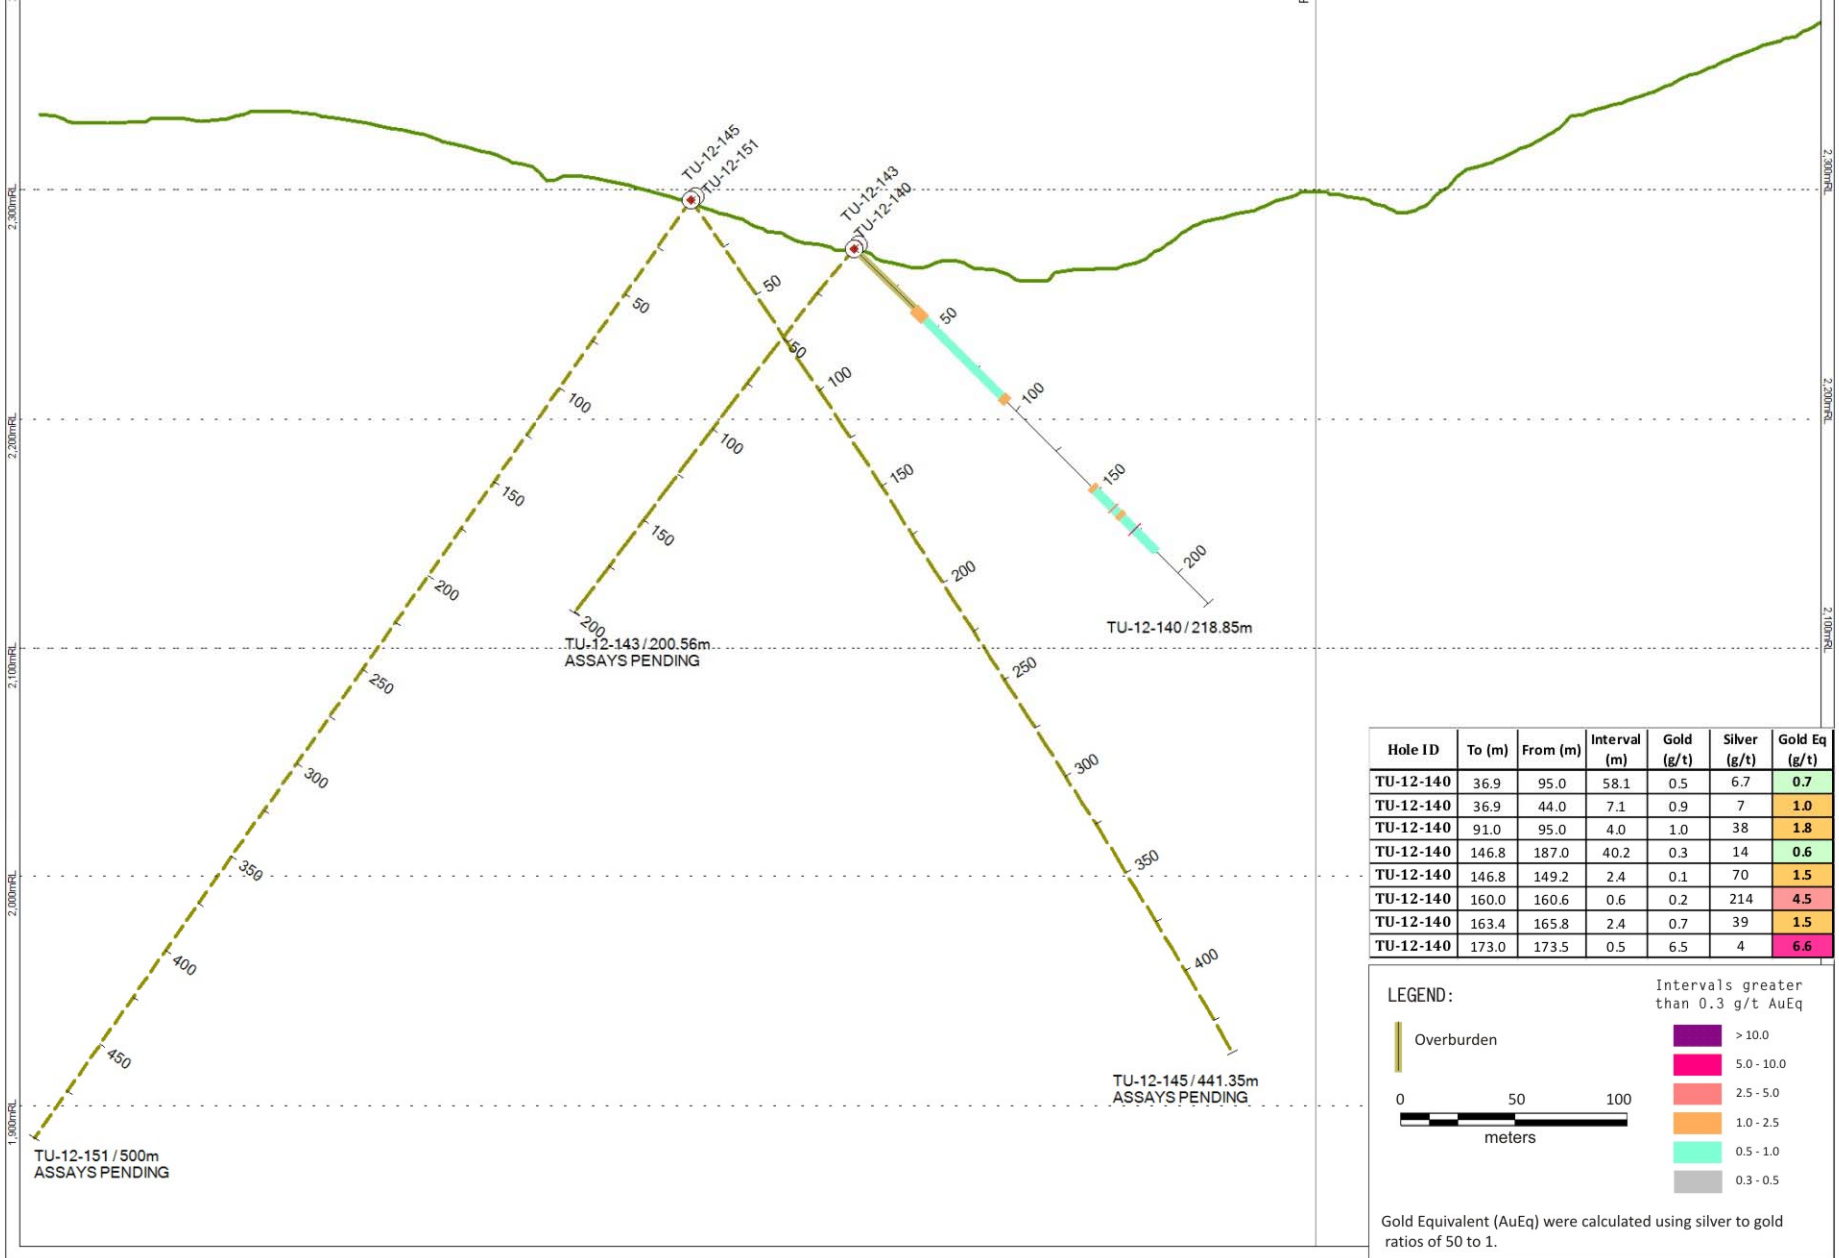 TU-12-145
TU-12-151
TU-12-143
TU-12-140
2,300mRL
2,300mRL
2,200mRL
2,200mRL
2,100mRL
2,100mRL
2,000mRL
1,900mRL
50
100
150
200
250
300
350
400
450
TU-12-151 / 500m
ASSAYS PENDING
50
100
150
200
TU-12-143 / 200.56m
ASSAYS PENDING
50
100
150
200
250
300
350
400
TU-12-145 / 441.35m
ASSAYS PENDING
50
100
150
200
TU-12-140 / 218.85m
Hole ID To (m) From (m) Interval (m) Gold (g/t) Silver (g/t) Gold Eq (g/t)
TU-12-140 36.9 95.0 58.1 0.5 6.7 0.7
TU-12-140 36.9 44.0 7.1 0.9 7 1.0
TU-12-140 91.0 95.0 4.0 1.0 38 1.8
TU-12-140 146.8 187.0 40.2 0.3 14 0.6
TU-12-140 146.8 149.2 2.4 0.1 70 1.5
TU-12-140 160.0 160.6 0.6 0.2 214 4.5
TU-12-140 163.4 165.8 2.4 0.7 39 1.5
TU-12-140 173.0 173.5 0.5 6.5 4 6.6
LEGEND:
Overburden
0 50 100
meters
Intervals greater
than 0.3 g/t AuEq
> 10.0
5.0 - 10.0
2.5 - 5.0
1.0 - 2.5
0.5 - 1.0
0.3 - 0.5
Gold Equivalent (AuEq) were calculated using silver to gold
ratios of 50 to 1.